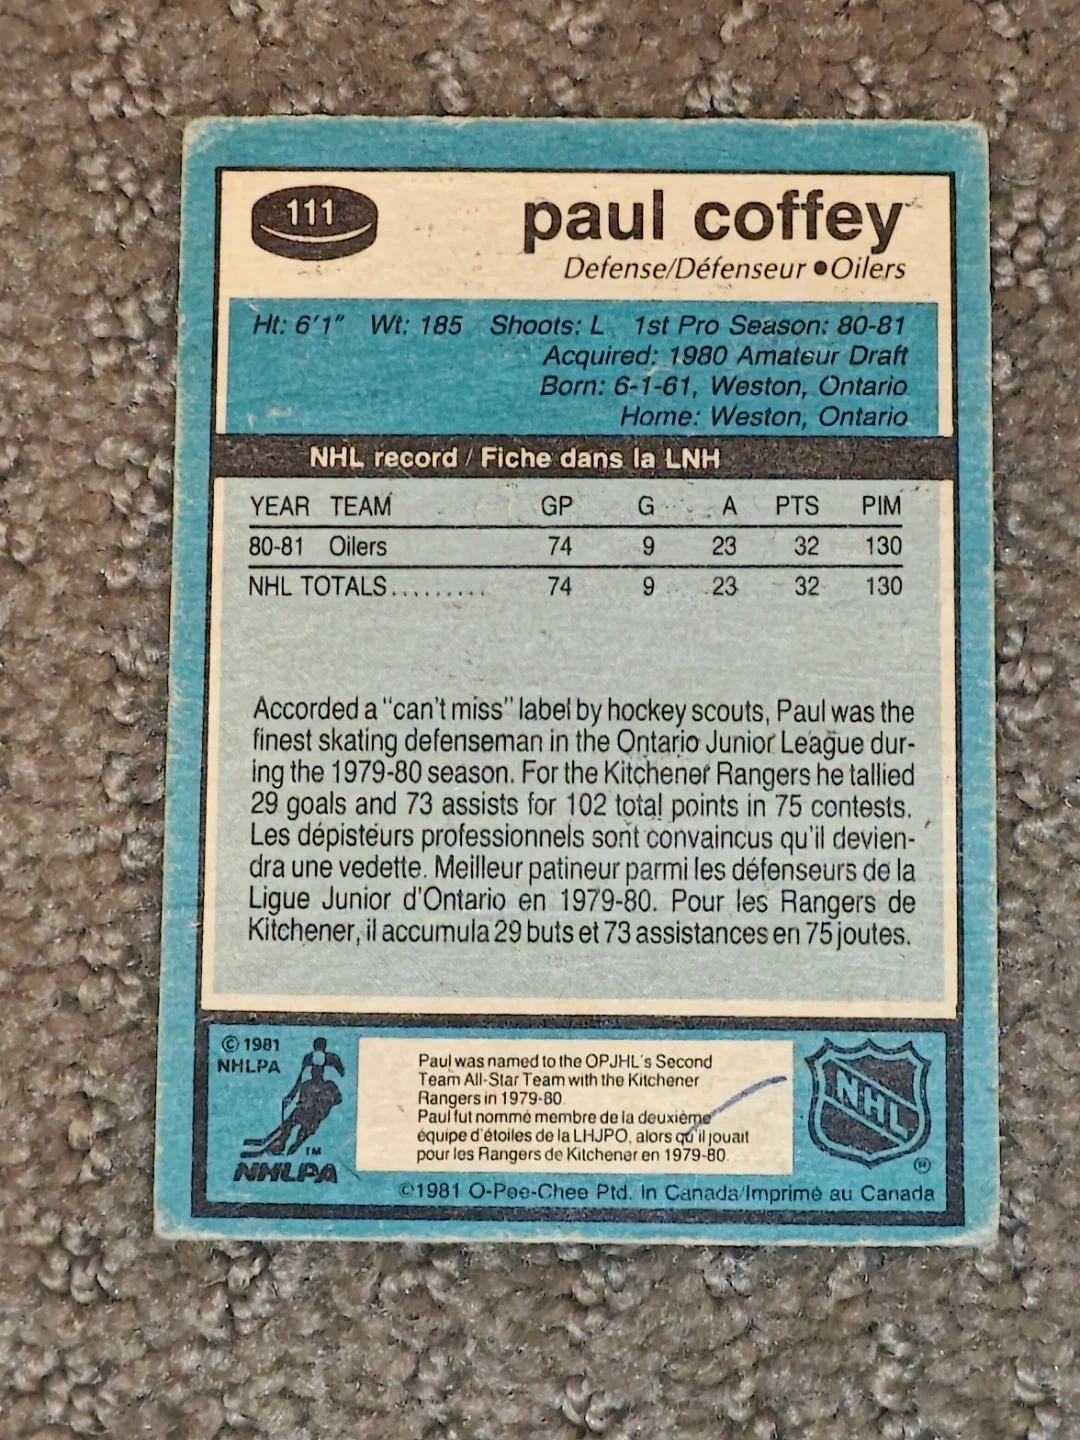 111
paul coffey
Defense/Défenseur ● Oilers
Ht: 6'1" Wt: 185 Shoots: L 1st Pro Season: 80-81
Acquired: 1980 Amateur Draft
Born: 6-1-61, Weston, Ontario
Home: Weston, Ontario
NHL record / Fiche dans la LNH
YEAR TEAM GP G A PTS PIM
80-81 Oilers 74 9 23 32 130
NHL TOTALS......... 74 9 23 32 130
Accorded a "can't miss" label by hockey scouts, Paul was the
finest skating defenseman in the Ontario Junior League dur-
ing the 1979-80 season. For the Kitchener Rangers he tallied
29 goals and 73 assists for 102 total points in 75 contests.
Les dépisteurs professionnels sont convaincus qu'il devien-
dra une vedette. Meilleur patineur parmi les défenseurs de la
Ligue Junior d'Ontario en 1979-80. Pour les Rangers de
Kitchener, il accumula 29 buts et 73 assistances en 75 joutes.
© 1981
NHLPA
TM
NHLPA
Paul was named to the OPJHL's Second
Team All-Star Team with the Kitchener
Rangers in 1979-80
Paul fut nommé membre de la deuxième
équipe d'étoiles de la LHJPO, alors qu'il jouait
pour les Rangers de Kitchener en 1979-80
NHL
®
©1981 O-Pee-Chee Ptd. in Canada/Imprimé au Canada